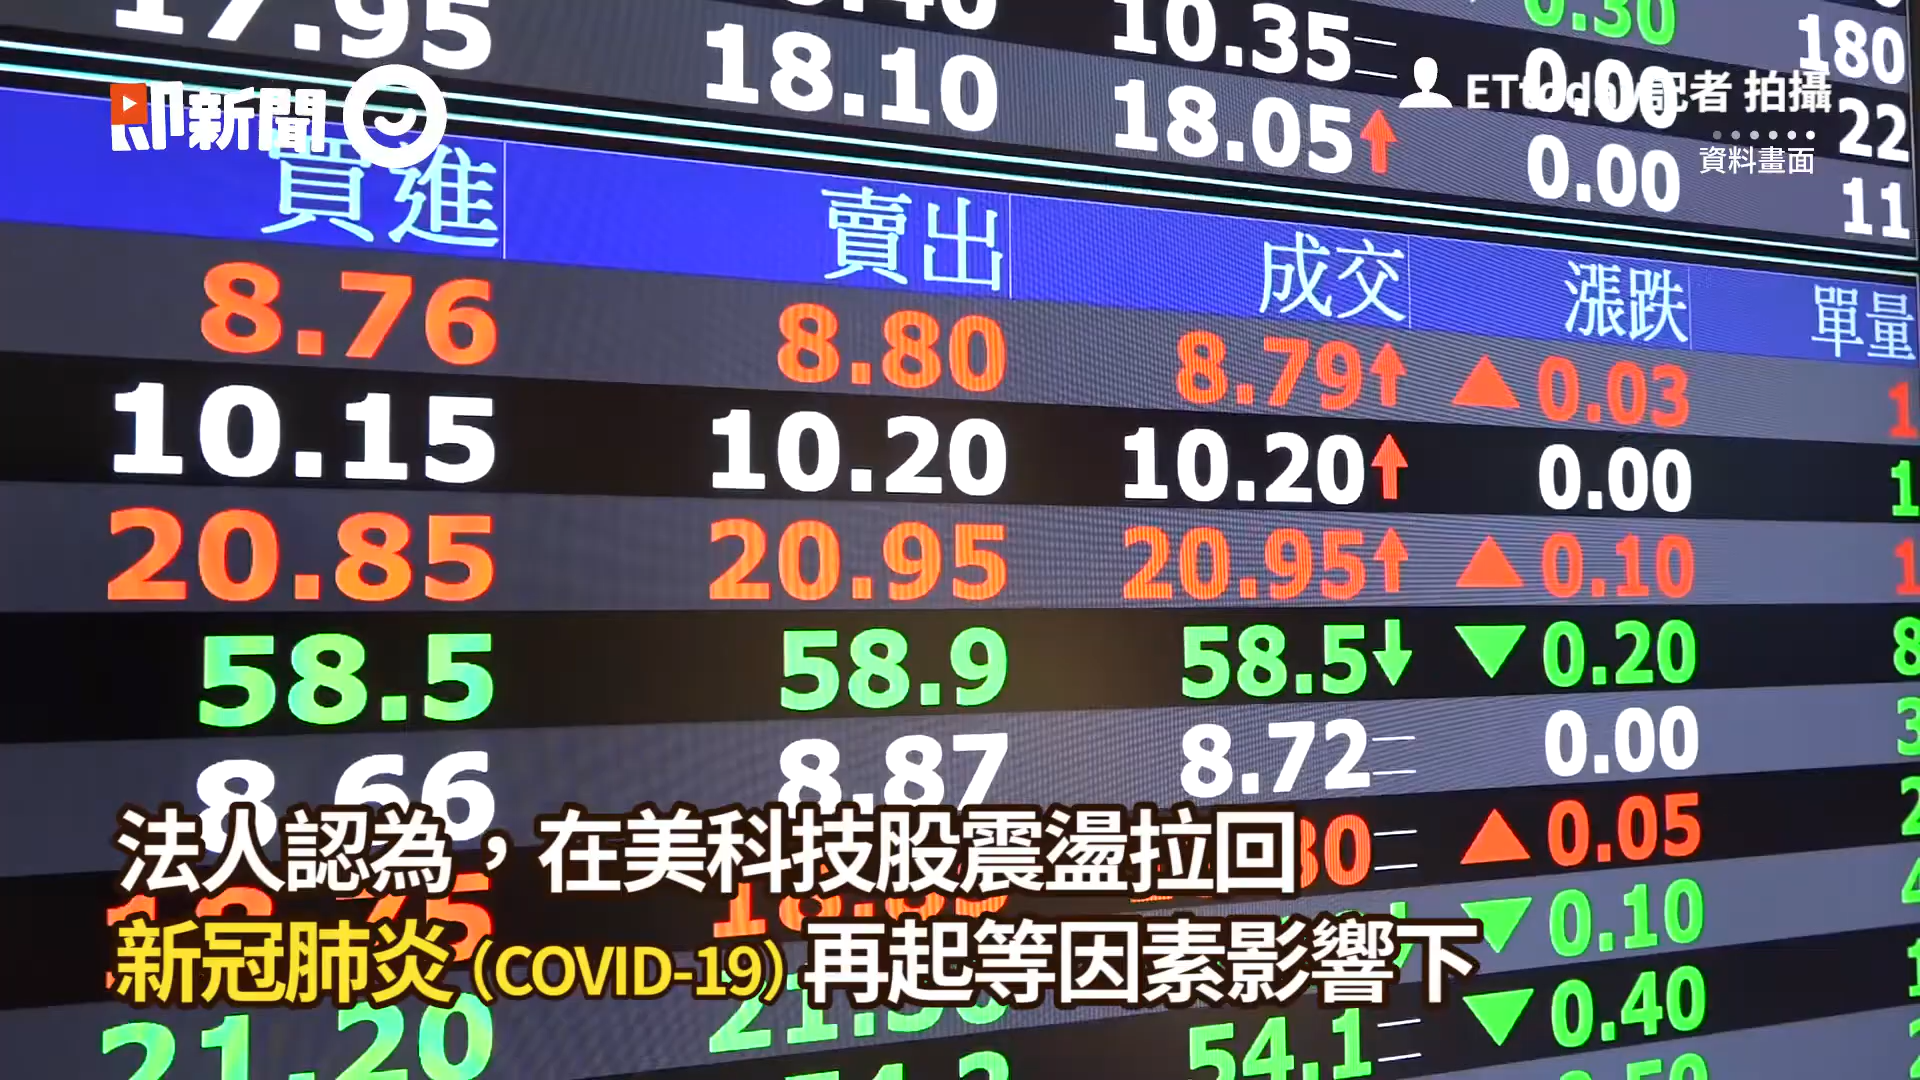 17.95
18.10
10.35
0.30
180
18.05
0.00
22
0.00
11
即新聞
ETtoday記者 拍攝
資料畫面
買進 賣出 成交 漲跌 單量
8.76 8.80 8.79 0.03
10.15 10.20 10.20 0.00
20.85 20.95 20.95 0.10
58.5 58.9 58.5 0.20
8.66 8.87 8.72 0.00
0.05
0.10
21.20 54.1 0.40
法人認為，在美科技股震盪拉回
新冠肺炎（COVID-19）再起等因素影響下